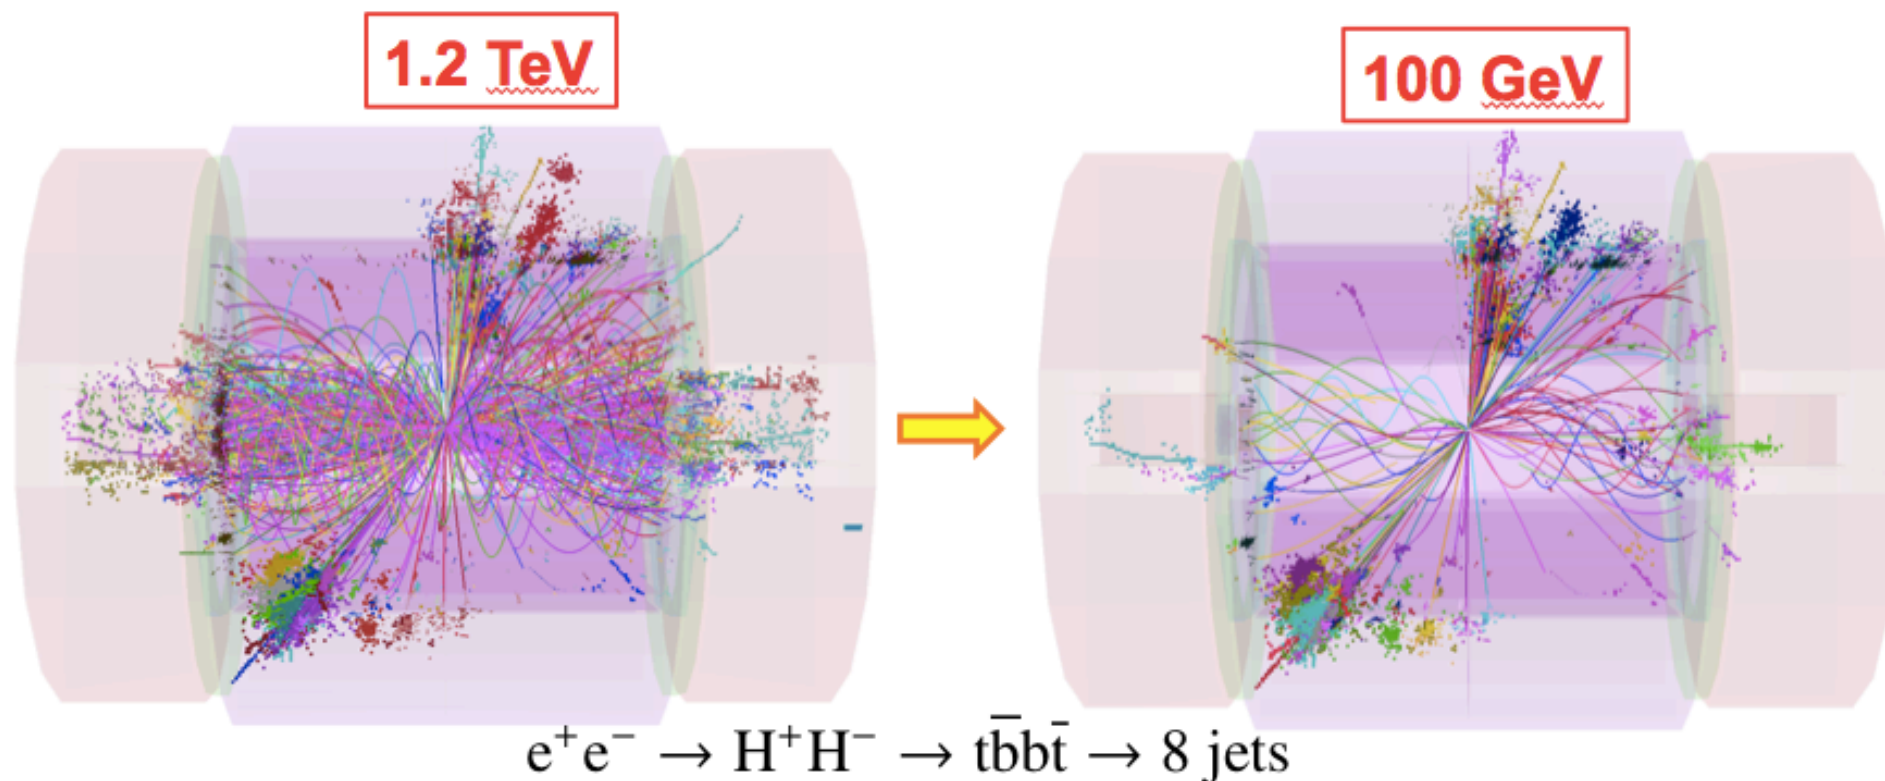 1.2 TeV
100 GeV
e⁺e⁻ → H⁺H⁻ → tb̅bt̅ → 8 jets